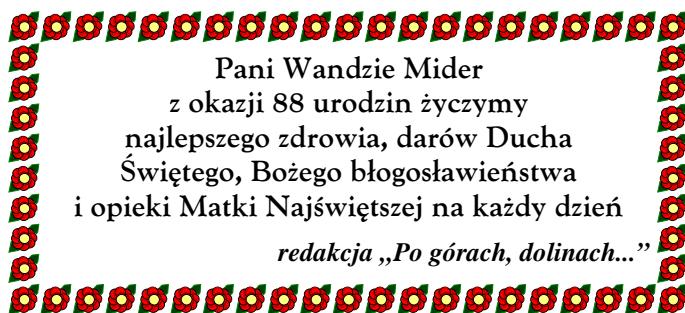 Pani Wandzie Mider
z okazji 88 urodzin życzymy
najlepszego zdrowia, darów Ducha
Świętego, Bożego błogosławieństwa
i opieki Matki Najświętszej na każdy dzień
redakcja „Po górach, dolinach...”